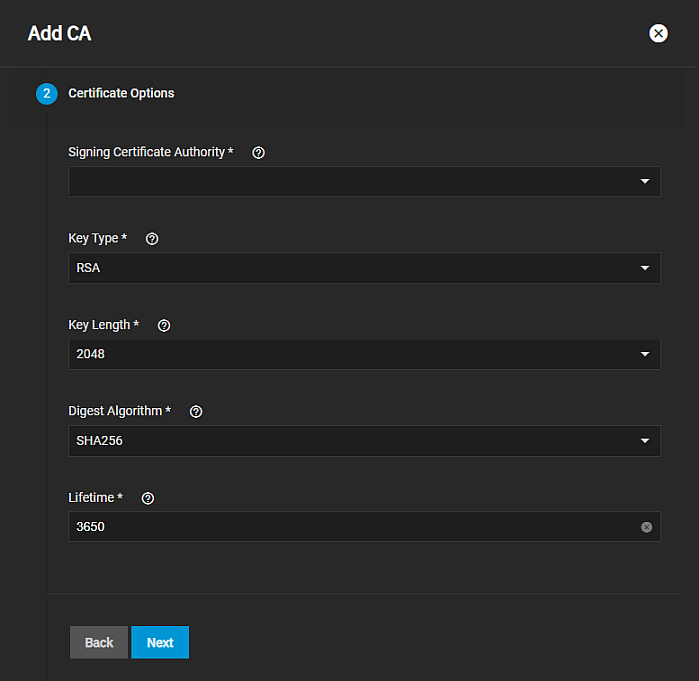 Add CA
2 Certificate Options
Signing Certificate Authority *
Key Type *
RSA
Key Length *
2048
Digest Algorithm *
SHA256
Lifetime *
3650
Back Next